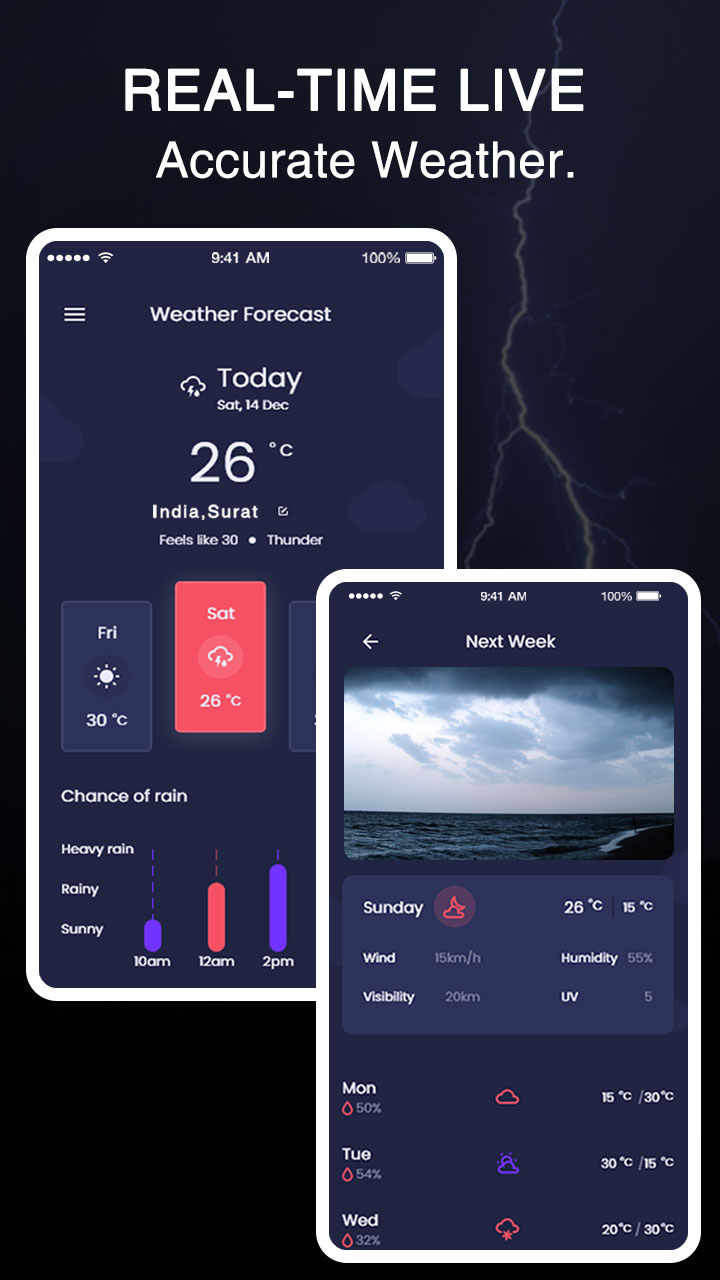 REAL-TIME LIVE
Accurate Weather.
9:41 AM 100%
Weather Forecast
Today
Sat, 14 Dec
26 °C
India,Surat
Feels like 30 • Thunder
Fri
30 °C
Sat
26 °C
Chance of rain
Heavy rain
Rainy
Sunny
10am 12am 2pm
9:41 AM 100%
Next Week
Sunday 26 °C 15 °C
Wind 15km/h Humidity 55%
Visibility 20km UV 5
Mon
50%
15 °C /30°C
Tue
54%
30 °C /15 °C
Wed
32%
20°C / 30°C